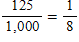 125/1,000 = 1/8